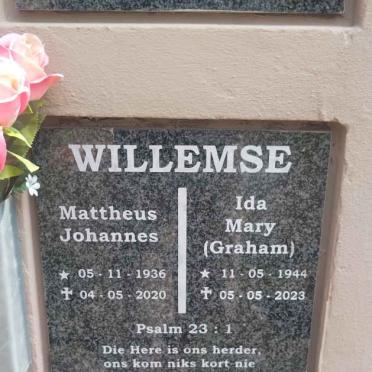 WILLEMSE
Mattheus
Johannes
★ 05-11-1936
✝ 04-05-2020
Ida
Mary
(Graham)
★ 11-05-1944
✝ 05-05-2023
Psalm 23 : 1
Die Here is ons herder,
ons kom niks kort nie